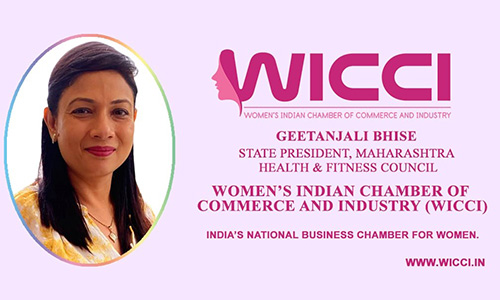 WICCI
WOMEN'S INDIAN CHAMBER OF COMMERCE AND INDUSTRY
GEETANJALI BHISE
STATE PRESIDENT, MAHARASHTRA
HEALTH & FITNESS COUNCIL
WOMEN'S INDIAN CHAMBER OF
COMMERCE AND INDUSTRY (WICCI)
INDIA'S NATIONAL BUSINESS CHAMBER FOR WOMEN.
WWW.WICCI.IN